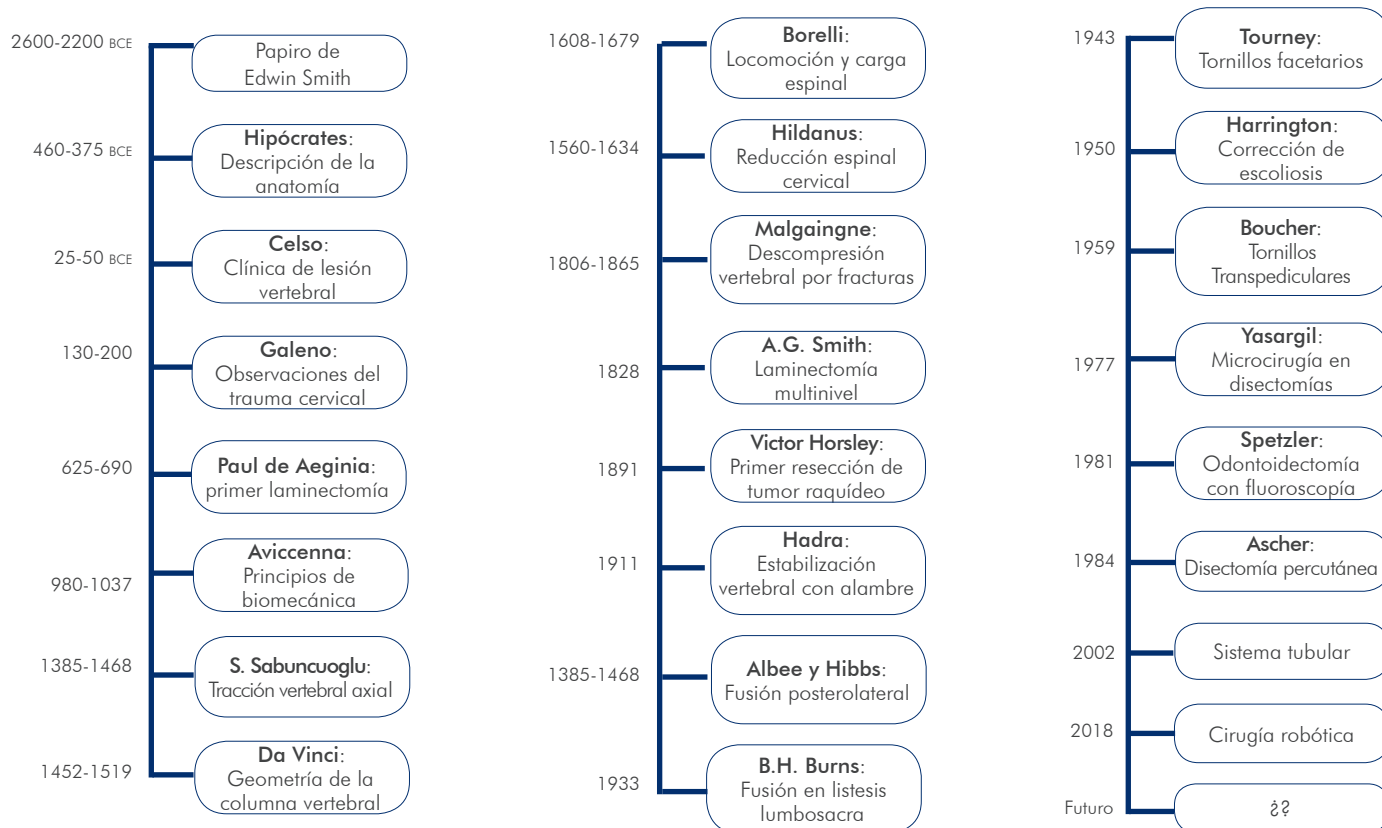 2600-2200 BCE
Papiro de
Edwin Smith
460-375 BCE
Hipócrates:
Descripción de la
anatomía
25-50 BCE
Celso:
Clínica de lesión
vertebral
130-200
Galeno:
Observaciones del
trauma cervical
625-690
Paul de Aeginia:
primer laminectomía
980-1037
Aviccenna:
Principios de
biomecánica
1385-1468
S. Sabuncuoglu:
Tracción vertebral axial
1452-1519
Da Vinci:
Geometría de la
columna vertebral
1608-1679
Borelli:
Locomoción y carga
espinal
1560-1634
Hildanus:
Reducción espinal
cervical
1806-1865
Malgaingne:
Descompresión
vertebral por fracturas
1828
A.G. Smith:
Laminectomía
multinivel
1891
Victor Horsley:
Primer resección de
tumor raquídeo
1911
Hadra:
Estabilización
vertebral con alambre
1385-1468
Albee y Hibbs:
Fusión posterolateral
1933
B.H. Burns:
Fusión en listesis
lumbosacra
1943
Tourney:
Tornillos facetarios
1950
Harrington:
Corrección de
escoliosis
1959
Boucher:
Tornillos
Transpediculares
1977
Yasargil:
Microcirugía en
disectomías
1981
Spetzler:
Odontoidectomía
con fluoroscopía
1984
Ascher:
Disectomía percutánea
2002
Sistema tubular
2018
Cirugía robótica
Futuro
¿?